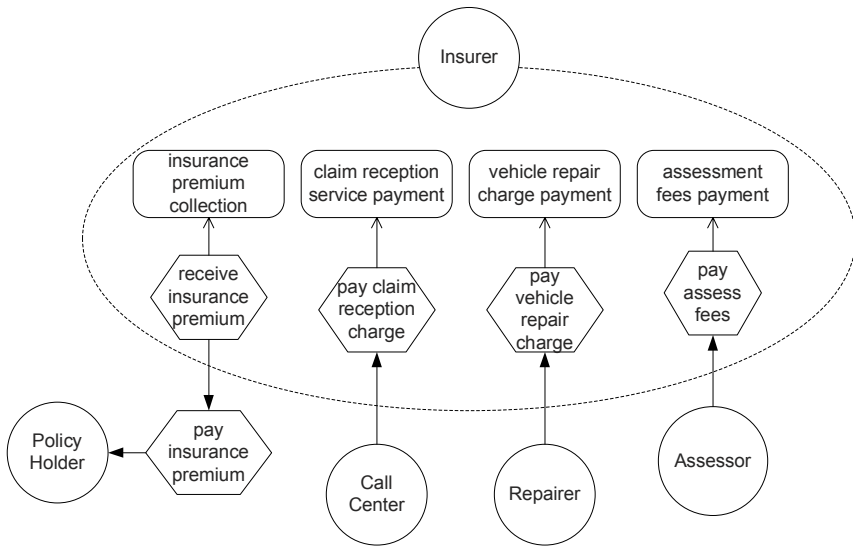 Insurer
insurance
premium
collection
claim reception
service payment
vehicle repair
charge payment
assessment
fees payment
receive
insurance
premium
pay claim
reception
charge
pay
vehicle
repair
charge
pay
assess
fees
Policy
Holder
pay
insurance
premium
Call
Center
Repairer
Assessor